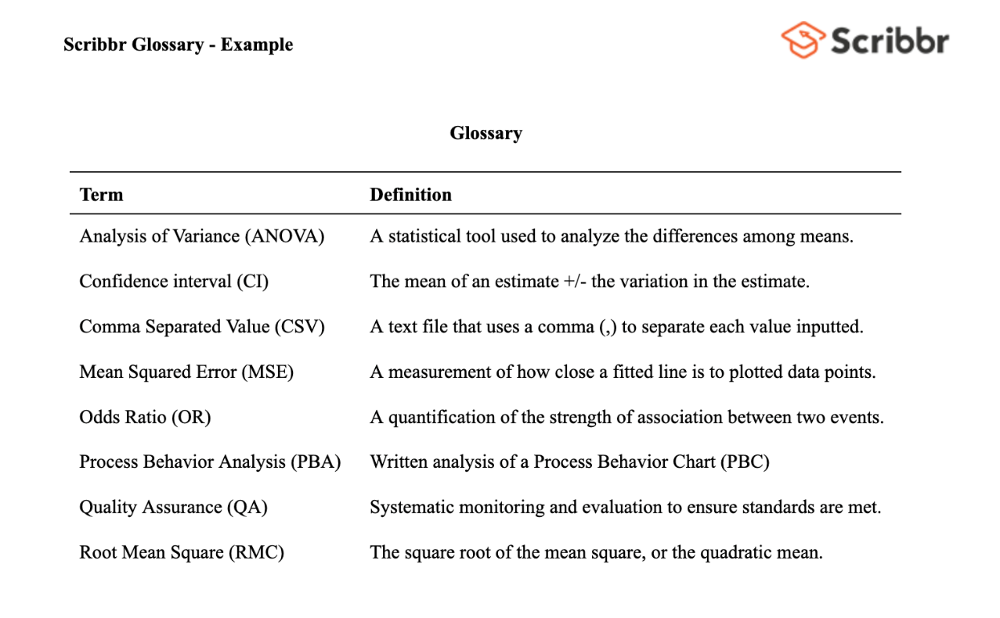 Scribbr Glossary - Example
Scribbr
Glossary
Term Definition
Analysis of Variance (ANOVA) A statistical tool used to analyze the differences among means.
Confidence interval (CI) The mean of an estimate +/- the variation in the estimate.
Comma Separated Value (CSV) A text file that uses a comma (,) to separate each value inputted.
Mean Squared Error (MSE) A measurement of how close a fitted line is to plotted data points.
Odds Ratio (OR) A quantification of the strength of association between two events.
Process Behavior Analysis (PBA) Written analysis of a Process Behavior Chart (PBC)
Quality Assurance (QA) Systematic monitoring and evaluation to ensure standards are met.
Root Mean Square (RMC) The square root of the mean square, or the quadratic mean.